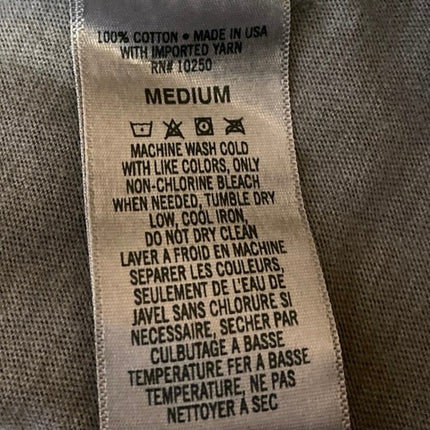 100% COTTON • MADE IN USA
WITH IMPORTED YARN
RN# 10250
MEDIUM
MACHINE WASH COLD
WITH LIKE COLORS, ONLY
NON-CHLORINE BLEACH
WHEN NEEDED, TUMBLE DRY
LOW, COOL IRON,
DO NOT DRY CLEAN
LAVER A FROID EN MACHINE
SEPARER LES COULEURS,
SEULEMENT DE L'EAU DE
JAVEL SANS CHLORURE SI
NECESSAIRE, SECHER PAR
CULBUTAGE A BASSE
TEMPERATURE FER A BASSE
TEMPERATURE, NE PAS
NETTOYER À SEC